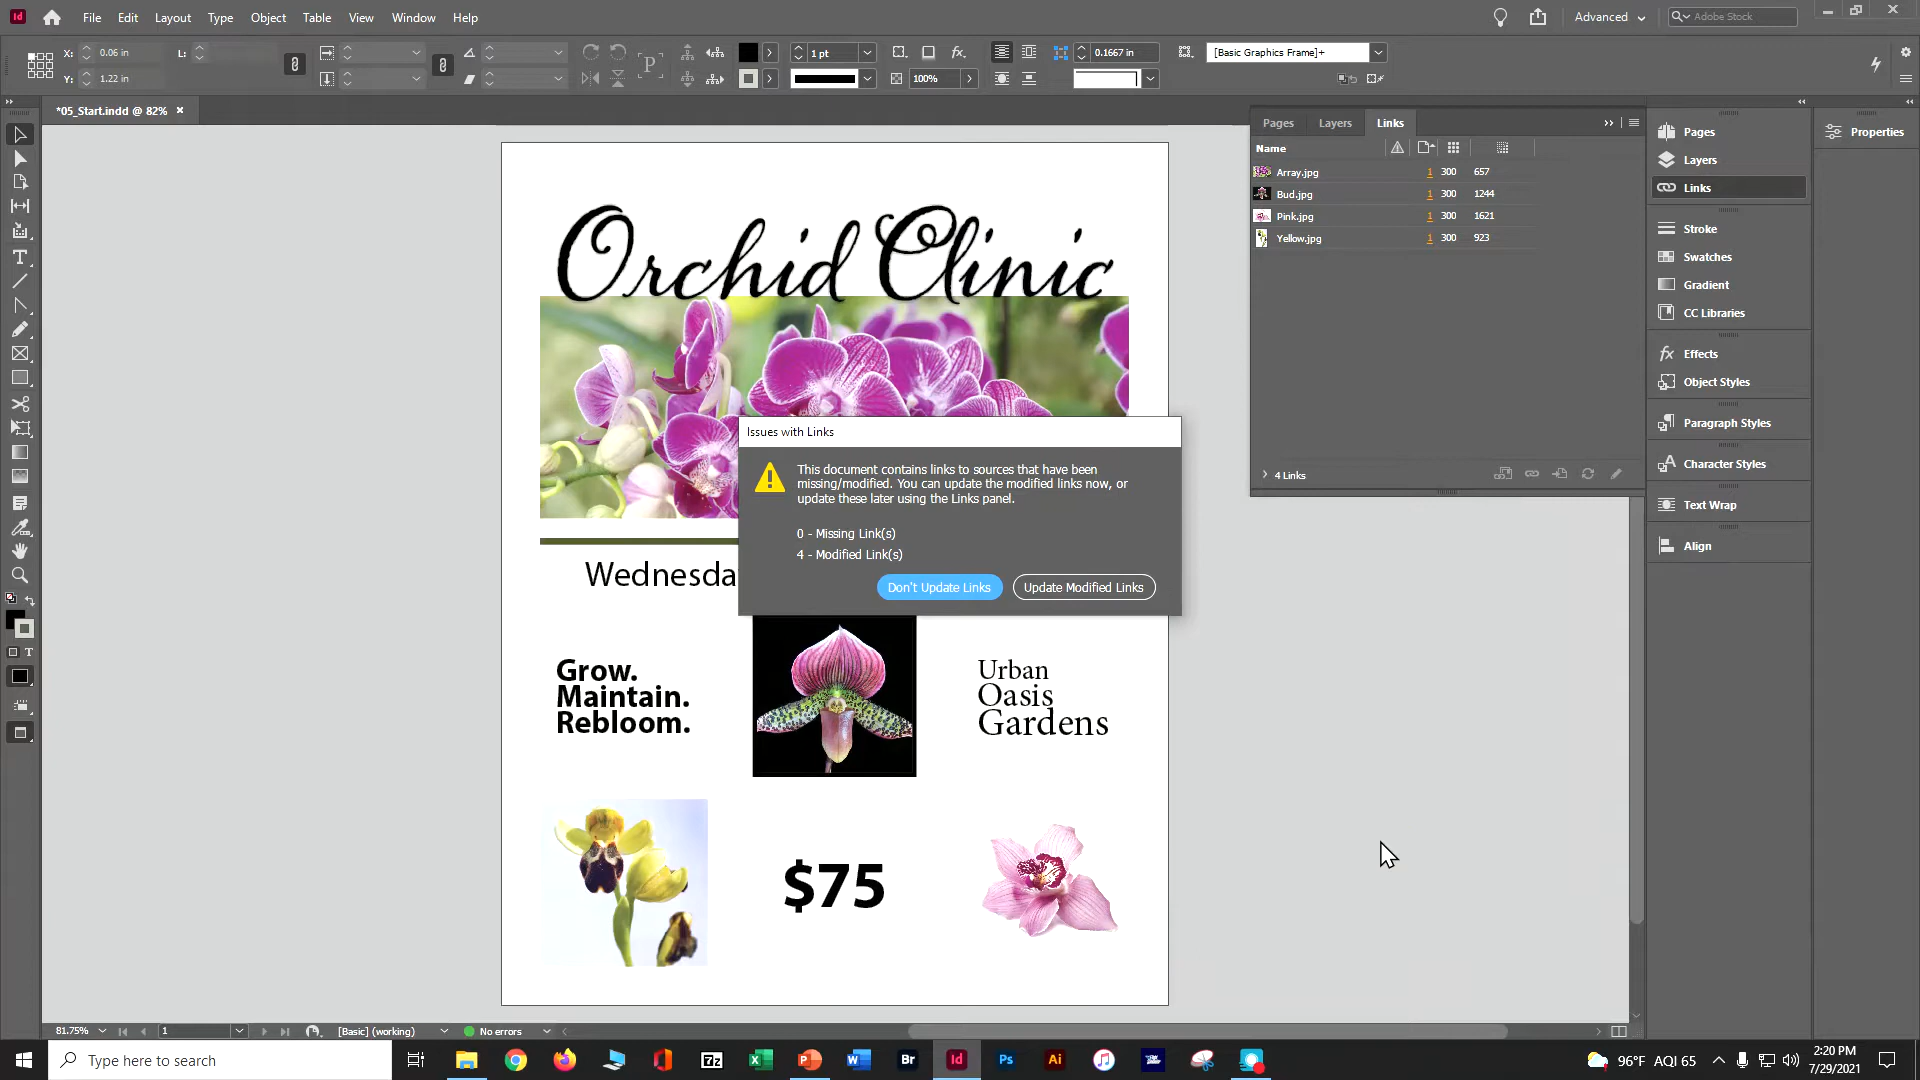 File Edit Layout Type Object Table View Window Help
Advanced
Adobe Stock
X: 0.06 in
L:
1 pt
0.1667 in
[Basic Graphics Frame]+
Y: 1.22 in
100%
*05_Start.indd @ 82%
Pages Layers Links
Name
Array.jpg 1 300 657
Bud.jpg 1 300 1244
Pink.jpg 1 300 1621
Yellow.jpg 1 300 923
4 Links
Pages
Layers
Links
Stroke
Swatches
Gradient
CC Libraries
Effects
Object Styles
Paragraph Styles
Character Styles
Text Wrap
Align
Properties
Orchid Clinic
Issues with Links
This document contains links to sources that have been
missing/modified. You can update the modified links now, or
update these later using the Links panel.
0 - Missing Link(s)
4 - Modified Link(s)
Don't Update Links
Update Modified Links
Wednesda
Grow.
Maintain.
Rebloom.
Urban
Oasis
Gardens
$75
81.75%
1
[Basic] (working)
No errors
Type here to search
96°F AQI 65
2:20 PM
7/29/2021